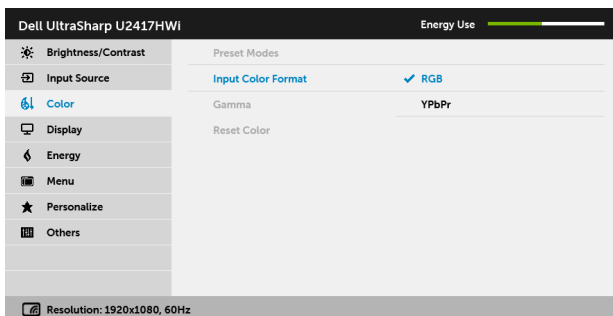 Dell UltraSharp U2417HWi
Energy Use
Brightness/Contrast
Preset Modes
Input Source
Input Color Format
RGB
Color
Gamma
YPbPr
Display
Reset Color
Energy
Menu
Personalize
Others
Resolution: 1920x1080, 60Hz